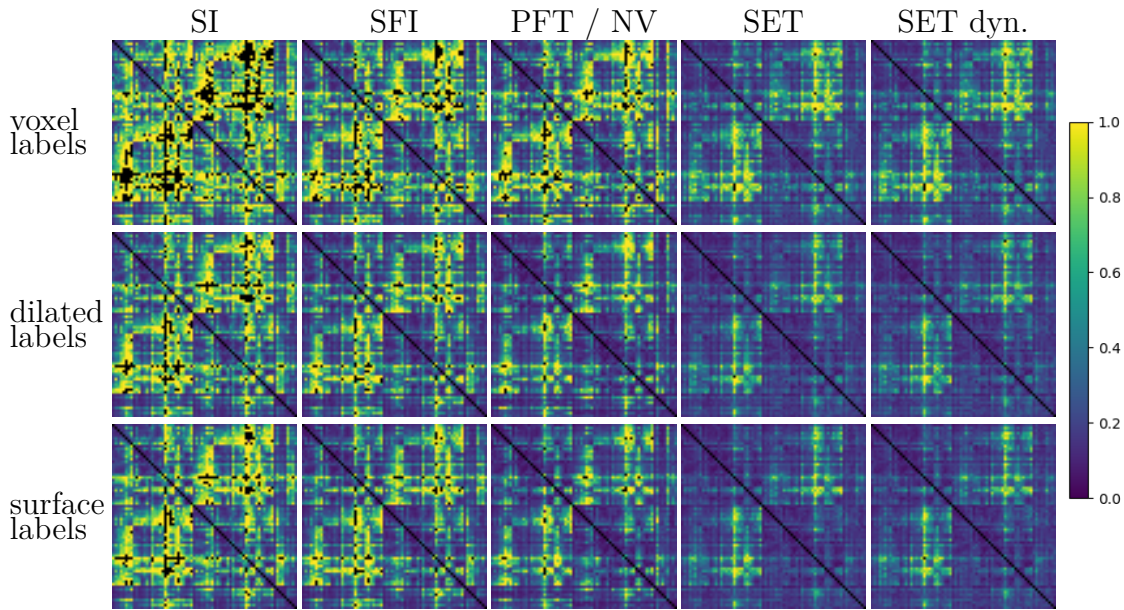 SI SFI PFT / NV SET SET dyn.
voxel
labels
dilated
labels
surface
labels
1.0
0.8
0.6
0.4
0.2
0.0